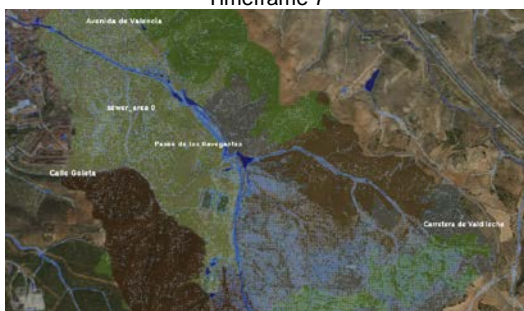 Timeframe 7
Avenida de Valencia
sewer_area 0
Paseo de los Navegantes
Calle Goleta
Carretera de Valdilecha